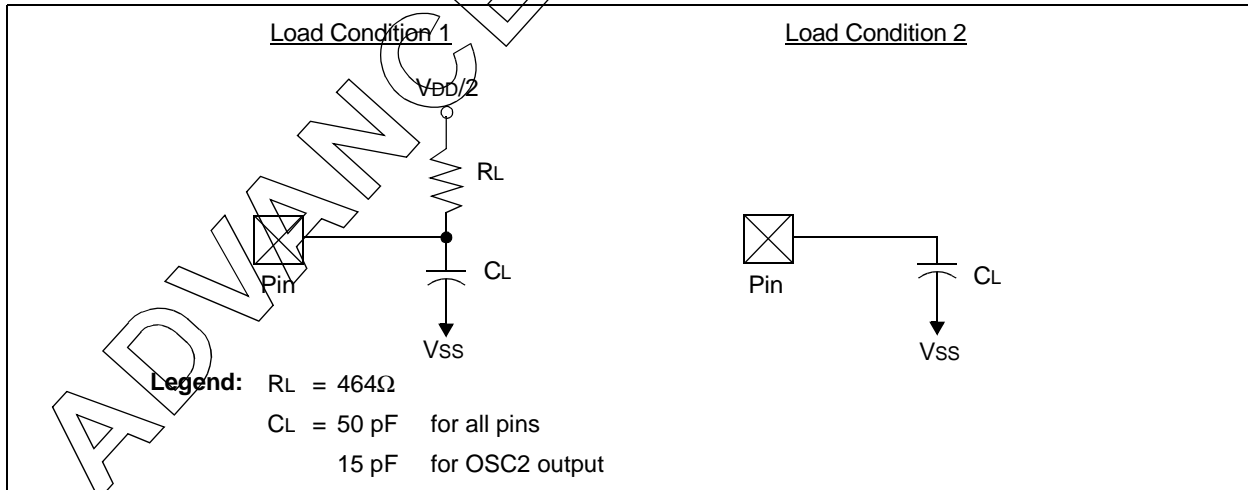 Load Condition 1
Load Condition 2
VDD/2
RL
Pin
CL
VSS
Pin
CL
VSS
Legend: RL = 464Ω
CL = 50 pF for all pins
15 pF for OSC2 output
ADVANCE